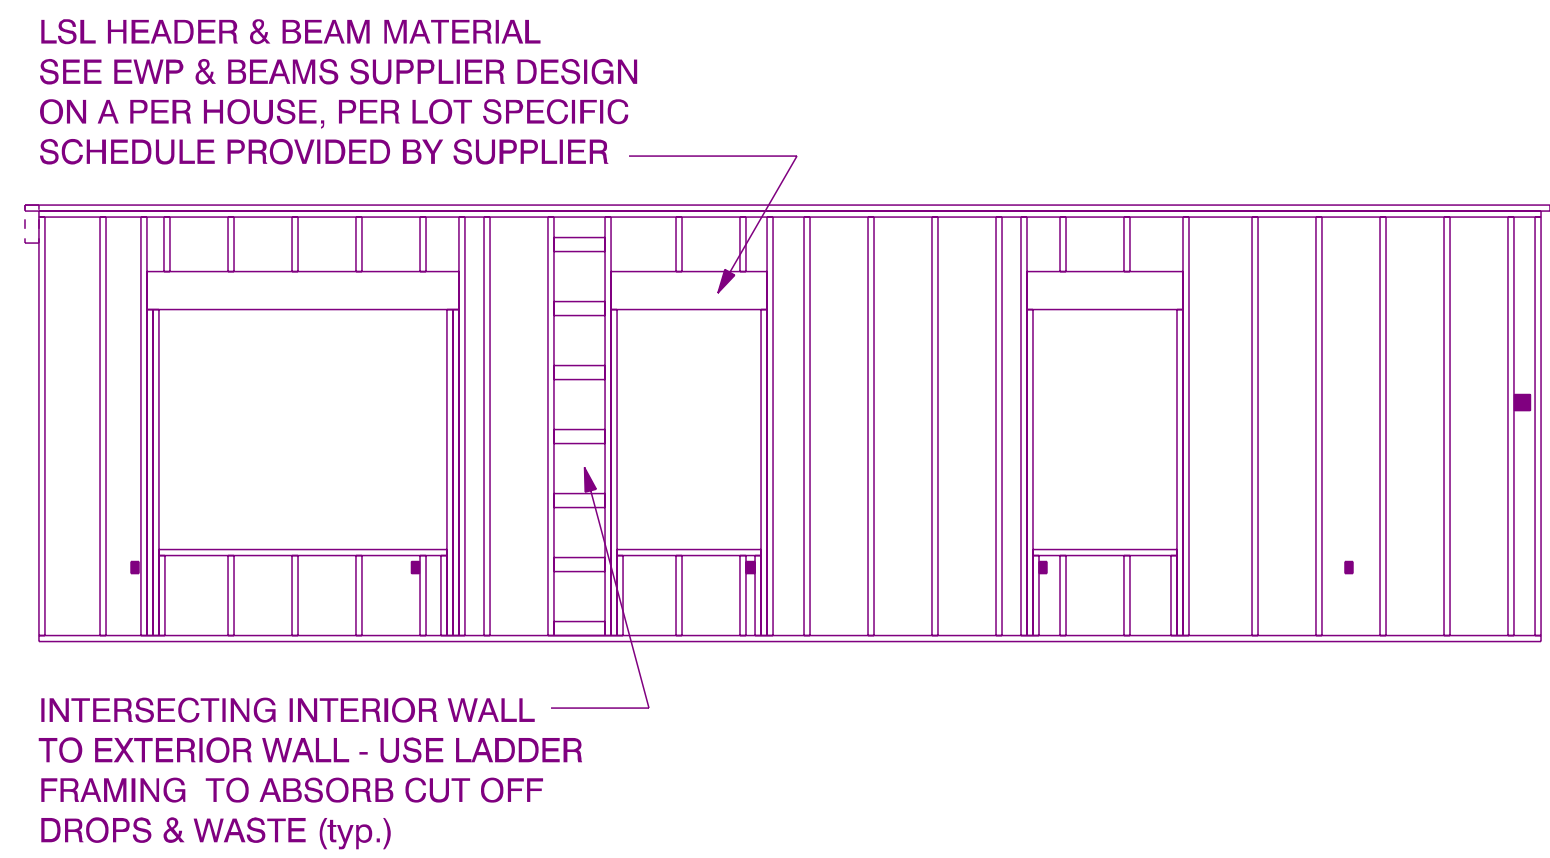 LSL HEADER & BEAM MATERIAL
SEE EWP & BEAMS SUPPLIER DESIGN
ON A PER HOUSE, PER LOT SPECIFIC
SCHEDULE PROVIDED BY SUPPLIER
INTERSECTING INTERIOR WALL
TO EXTERIOR WALL - USE LADDER
FRAMING  TO ABSORB CUT OFF
DROPS & WASTE (typ.)